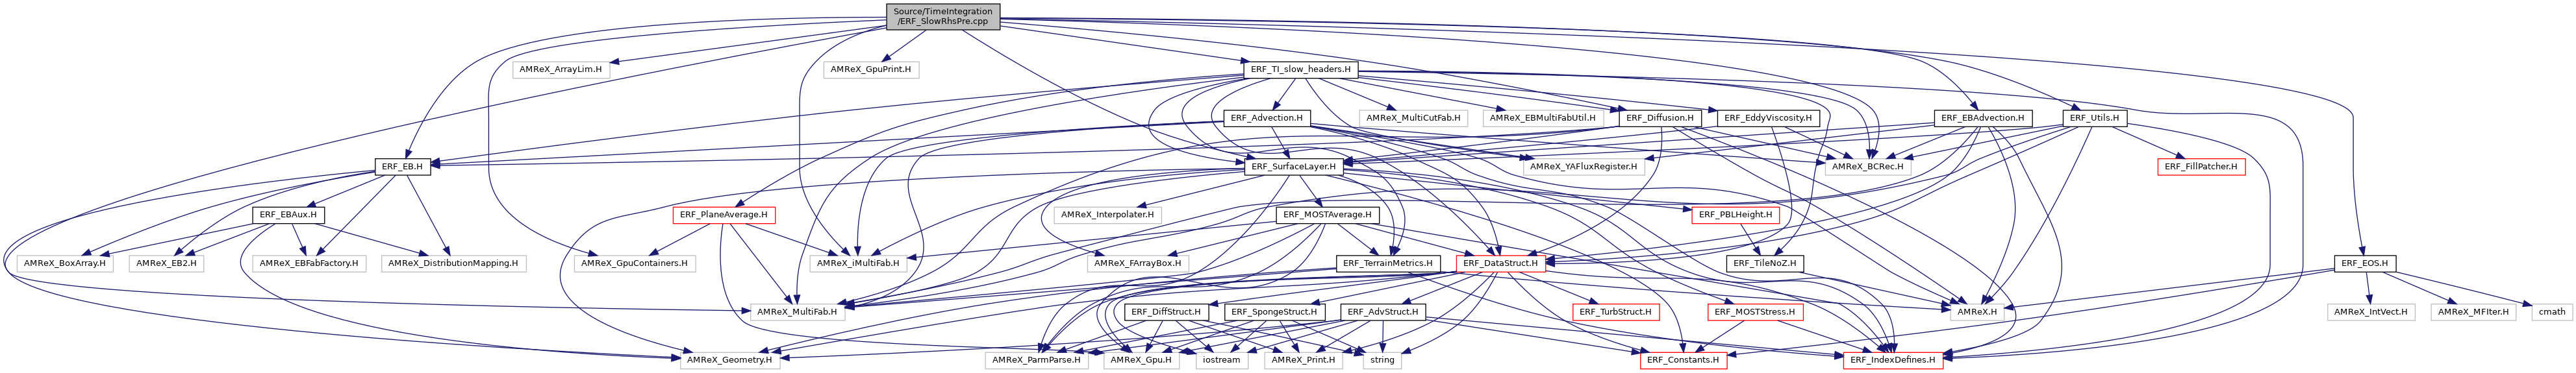 Source/TimeIntegration
/ERF_SlowRhsPre.cpp
AMReX_ArrayLim.H
AMReX_GpuPrint.H
ERF_TI_slow_headers.H
ERF_Advection.H
AMReX_MultiCutFab.H
AMReX_EBMultiFabUtil.H
ERF_Diffusion.H
ERF_EddyViscosity.H
ERF_EBAdvection.H
ERF_Utils.H
ERF_EB.H
ERF_SurfaceLayer.H
AMReX_YAFluxRegister.H
AMReX_BCRec.H
ERF_FillPatcher.H
ERF_EBAux.H
ERF_PlaneAverage.H
AMReX_Interpolater.H
ERF_MOSTAverage.H
ERF_PBLHeight.H
AMReX_BoxArray.H
AMReX_EB2.H
AMReX_EBFabFactory.H
AMReX_DistributionMapping.H
AMReX_GpuContainers.H
AMReX_iMultiFab.H
AMReX_FArrayBox.H
ERF_TerrainMetrics.H
ERF_DataStruct.H
ERF_TileNoZ.H
ERF_EOS.H
AMReX_MultiFab.H
ERF_DiffStruct.H
ERF_SpongeStruct.H
ERF_AdvStruct.H
ERF_TurbStruct.H
ERF_MOSTStress.H
AMReX.H
AMReX_IntVect.H
AMReX_MFIter.H
cmath
AMReX_Geometry.H
AMReX_ParmParse.H
AMReX_Gpu.H
iostream
AMReX_Print.H
string
ERF_Constants.H
ERF_IndexDefines.H